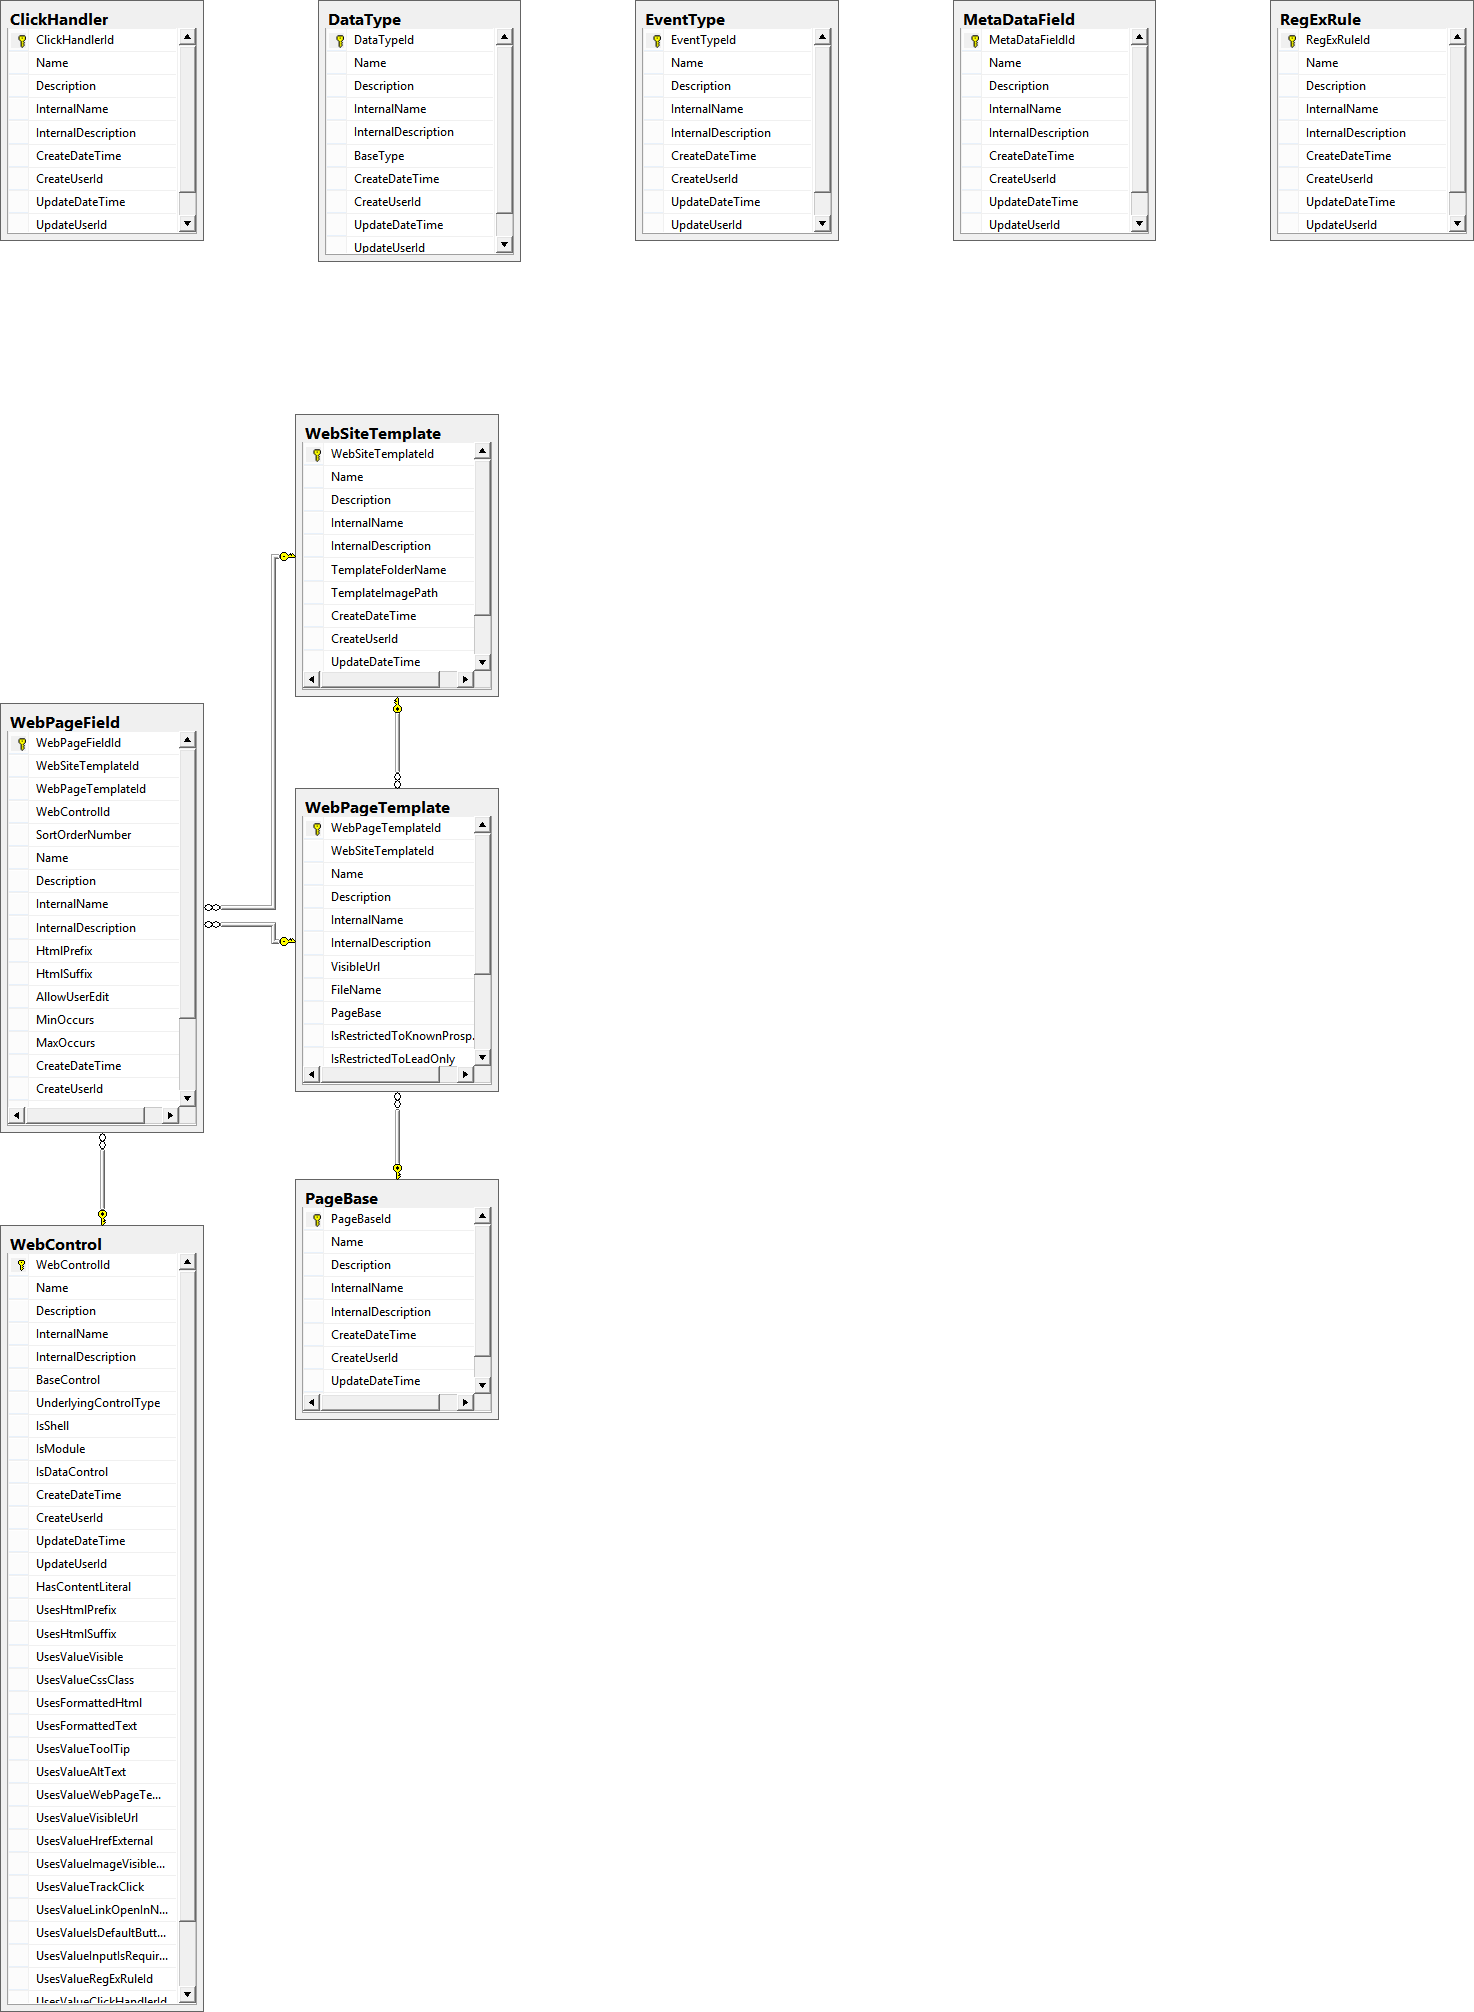 ClickHandler
ClickHandlerId
Name
Description
InternalName
InternalDescription
CreateDateTime
CreateUserId
UpdateDateTime
UpdateUserId
DataType
DataTypeId
Name
Description
InternalName
InternalDescription
BaseType
CreateDateTime
CreateUserId
UpdateDateTime
UpdateUserId
EventType
EventTypeId
Name
Description
InternalName
InternalDescription
CreateDateTime
CreateUserId
UpdateDateTime
UpdateUserId
MetaDataField
MetaDataFieldId
Name
Description
InternalName
InternalDescription
CreateDateTime
CreateUserId
UpdateDateTime
UpdateUserId
RegExRule
RegExRuleId
Name
Description
InternalName
InternalDescription
CreateDateTime
CreateUserId
UpdateDateTime
UpdateUserId
WebSiteTemplate
WebSiteTemplateId
Name
Description
InternalName
InternalDescription
TemplateFolderName
TemplateImagePath
CreateDateTime
CreateUserId
UpdateDateTime
WebPageField
WebPageFieldId
WebSiteTemplateId
WebPageTemplateId
WebControlId
SortOrderNumber
Name
Description
InternalName
InternalDescription
HtmlPrefix
HtmlSuffix
AllowUserEdit
MinOccurs
MaxOccurs
CreateDateTime
CreateUserId
WebPageTemplate
WebPageTemplateId
WebSiteTemplateId
Name
Description
InternalName
InternalDescription
VisibleUrl
FileName
PageBase
IsRestrictedToKnownProsp.
IsRestrictedToLeadOnly
PageBase
PageBaseId
Name
Description
InternalName
InternalDescription
CreateDateTime
CreateUserId
UpdateDateTime
WebControl
WebControlId
Name
Description
InternalName
InternalDescription
BaseControl
UnderlyingControlType
IsShell
IsModule
IsDataControl
CreateDateTime
CreateUserId
UpdateDateTime
UpdateUserId
HasContentLiteral
UsesHtmlPrefix
UsesHtmlSuffix
UsesValueVisible
UsesValueCssClass
UsesFormattedHtml
UsesFormattedText
UsesValueToolTip
UsesValueAltText
UsesValueWebPageTe...
UsesValueVisibleUrl
UsesValueHrefExternal
UsesValueImageVisible...
UsesValueTrackClick
UsesValueLinkOpenInN...
UsesValueIsDefaultButt...
UsesValueInputIsRequir...
UsesValueRegExRuleId
UsesValueClickHandlerId